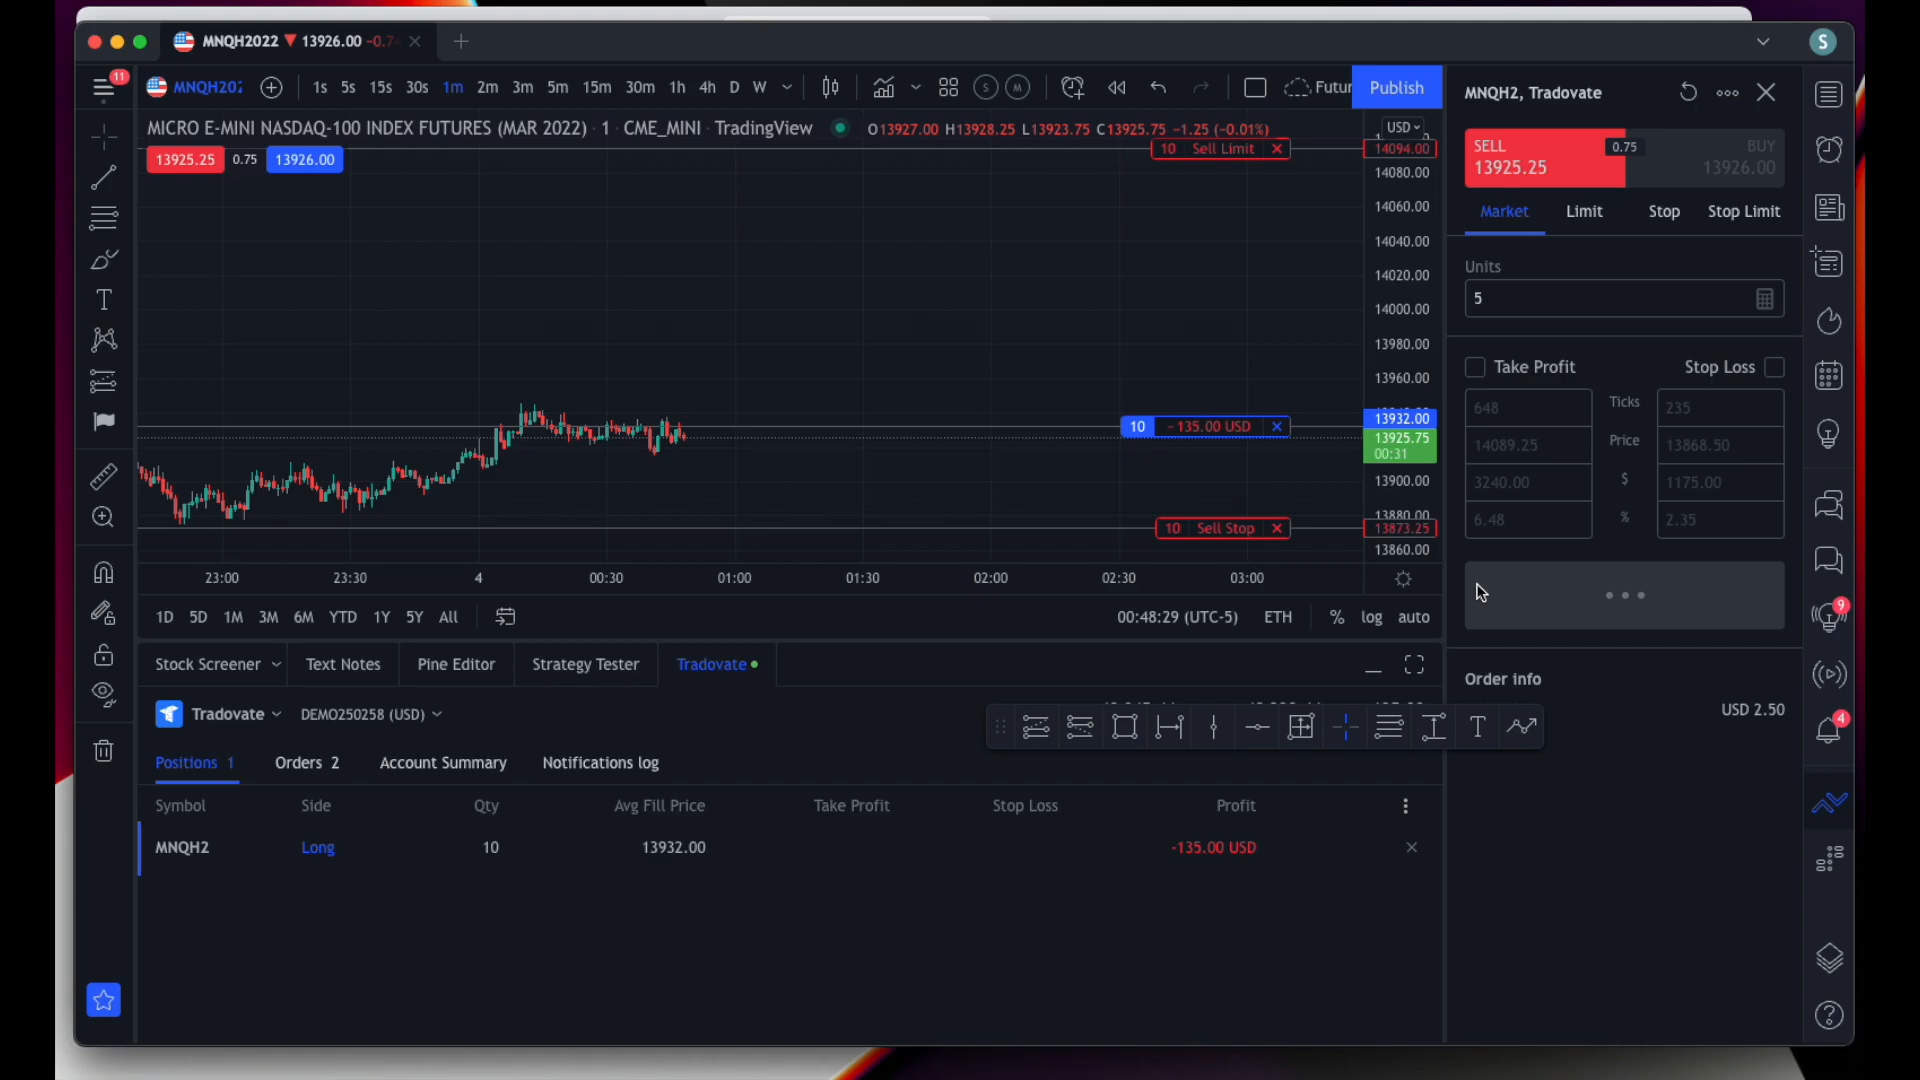 MNQH2022 ▼ 13926.00 -0.7
S
11
MNQH202
1s 5s 15s 30s 1m 2m 3m 5m 15m 30m 1h 4h D W
S M
Futur
Publish
MICRO E-MINI NASDAQ-100 INDEX FUTURES (MAR 2022) · 1 · CME_MINI · TradingView
O13927.00 H13928.25 L13923.75 C13925.75 −1.25 (−0.01%)
USD
13925.25 0.75 13926.00
10 Sell Limit ×
14094.00
14080.00
14060.00
14040.00
14020.00
14000.00
13980.00
13960.00
10 −135.00 USD ×
13932.00
13925.75
00:31
13900.00
13880.00
10 Sell Stop ×
13873.25
13860.00
23:00 23:30 4 00:30 01:00 01:30 02:00 02:30 03:00
1D 5D 1M 3M 6M YTD 1Y 5Y All
00:48:29 (UTC-5) ETH % log auto
Stock Screener Text Notes Pine Editor Strategy Tester Tradovate
Tradovate DEMO250258 (USD)
T
Positions 1 Orders 2 Account Summary Notifications log
Symbol Side Qty Avg Fill Price Take Profit Stop Loss Profit
MNQH2 Long 10 13932.00 -135.00 USD
MNQH2, Tradovate
SELL 0.75 BUY
13925.25 13926.00
Market Limit Stop Stop Limit
Units
5
Take Profit Stop Loss
648 Ticks 235
14089.25 Price 13868.50
3240.00 $ 1175.00
6.48 % 2.35
Order info
USD 2.50
9
4